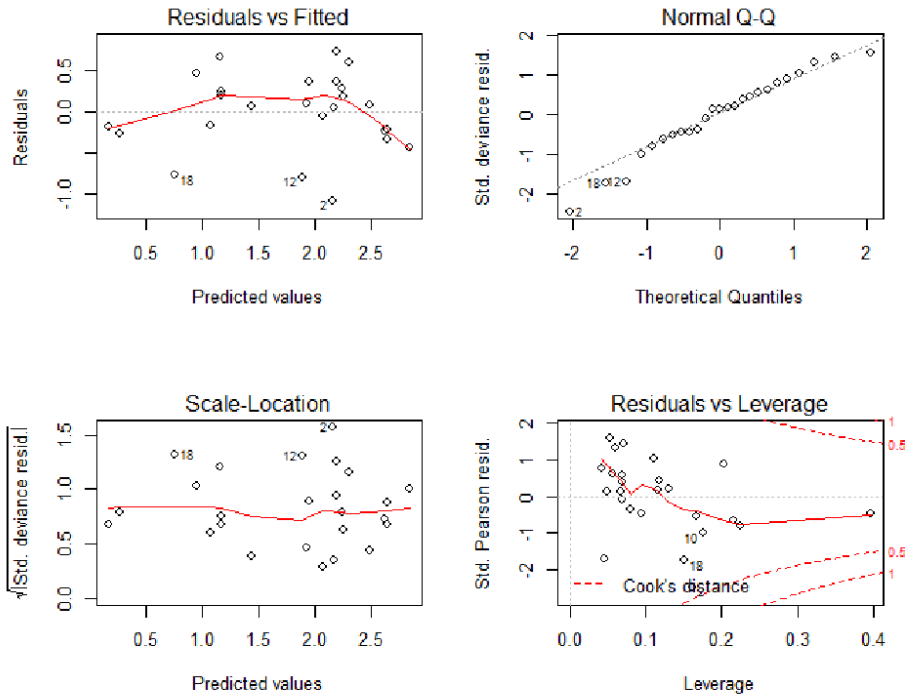 Residuals vs Fitted
Residuals
0.5
0.0
-1.0
18
12
2
0.5 1.0 1.5 2.0 2.5
Predicted values
Normal Q-Q
Std. deviance resid.
2
1
0
-1
-2
18
12
2
-2 -1 0 1 2
Theoretical Quantiles
Scale-Location
√|Std. deviance resid.|
1.5
1.0
0.5
0.0
2
18
12
0.5 1.0 1.5 2.0 2.5
Predicted values
Residuals vs Leverage
Std. Pearson resid.
2
1
0
-1
-2
1
0.5
10
18
0.5
1
Cook's distance
0.0 0.1 0.2 0.3 0.4
Leverage